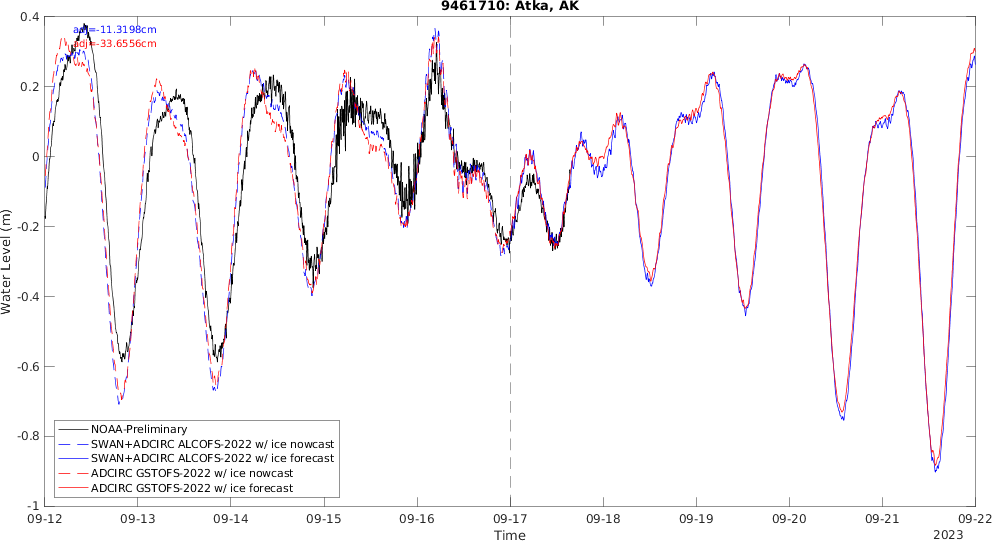 9461710: Atka, AK
adj=-11.3198cm
adj=-33.6556cm
0.4
0.2
0
-0.2
-0.4
-0.6
-0.8
-1
Water Level (m)
NOAA-Preliminary
SWAN+ADCIRC ALCOFS-2022 w/ ice nowcast
SWAN+ADCIRC ALCOFS-2022 w/ ice forecast
ADCIRC GSTOFS-2022 w/ ice nowcast
ADCIRC GSTOFS-2022 w/ ice forecast
09-12 09-13 09-14 09-15 09-16 09-17 09-18 09-19 09-20 09-21 09-22
Time
2023